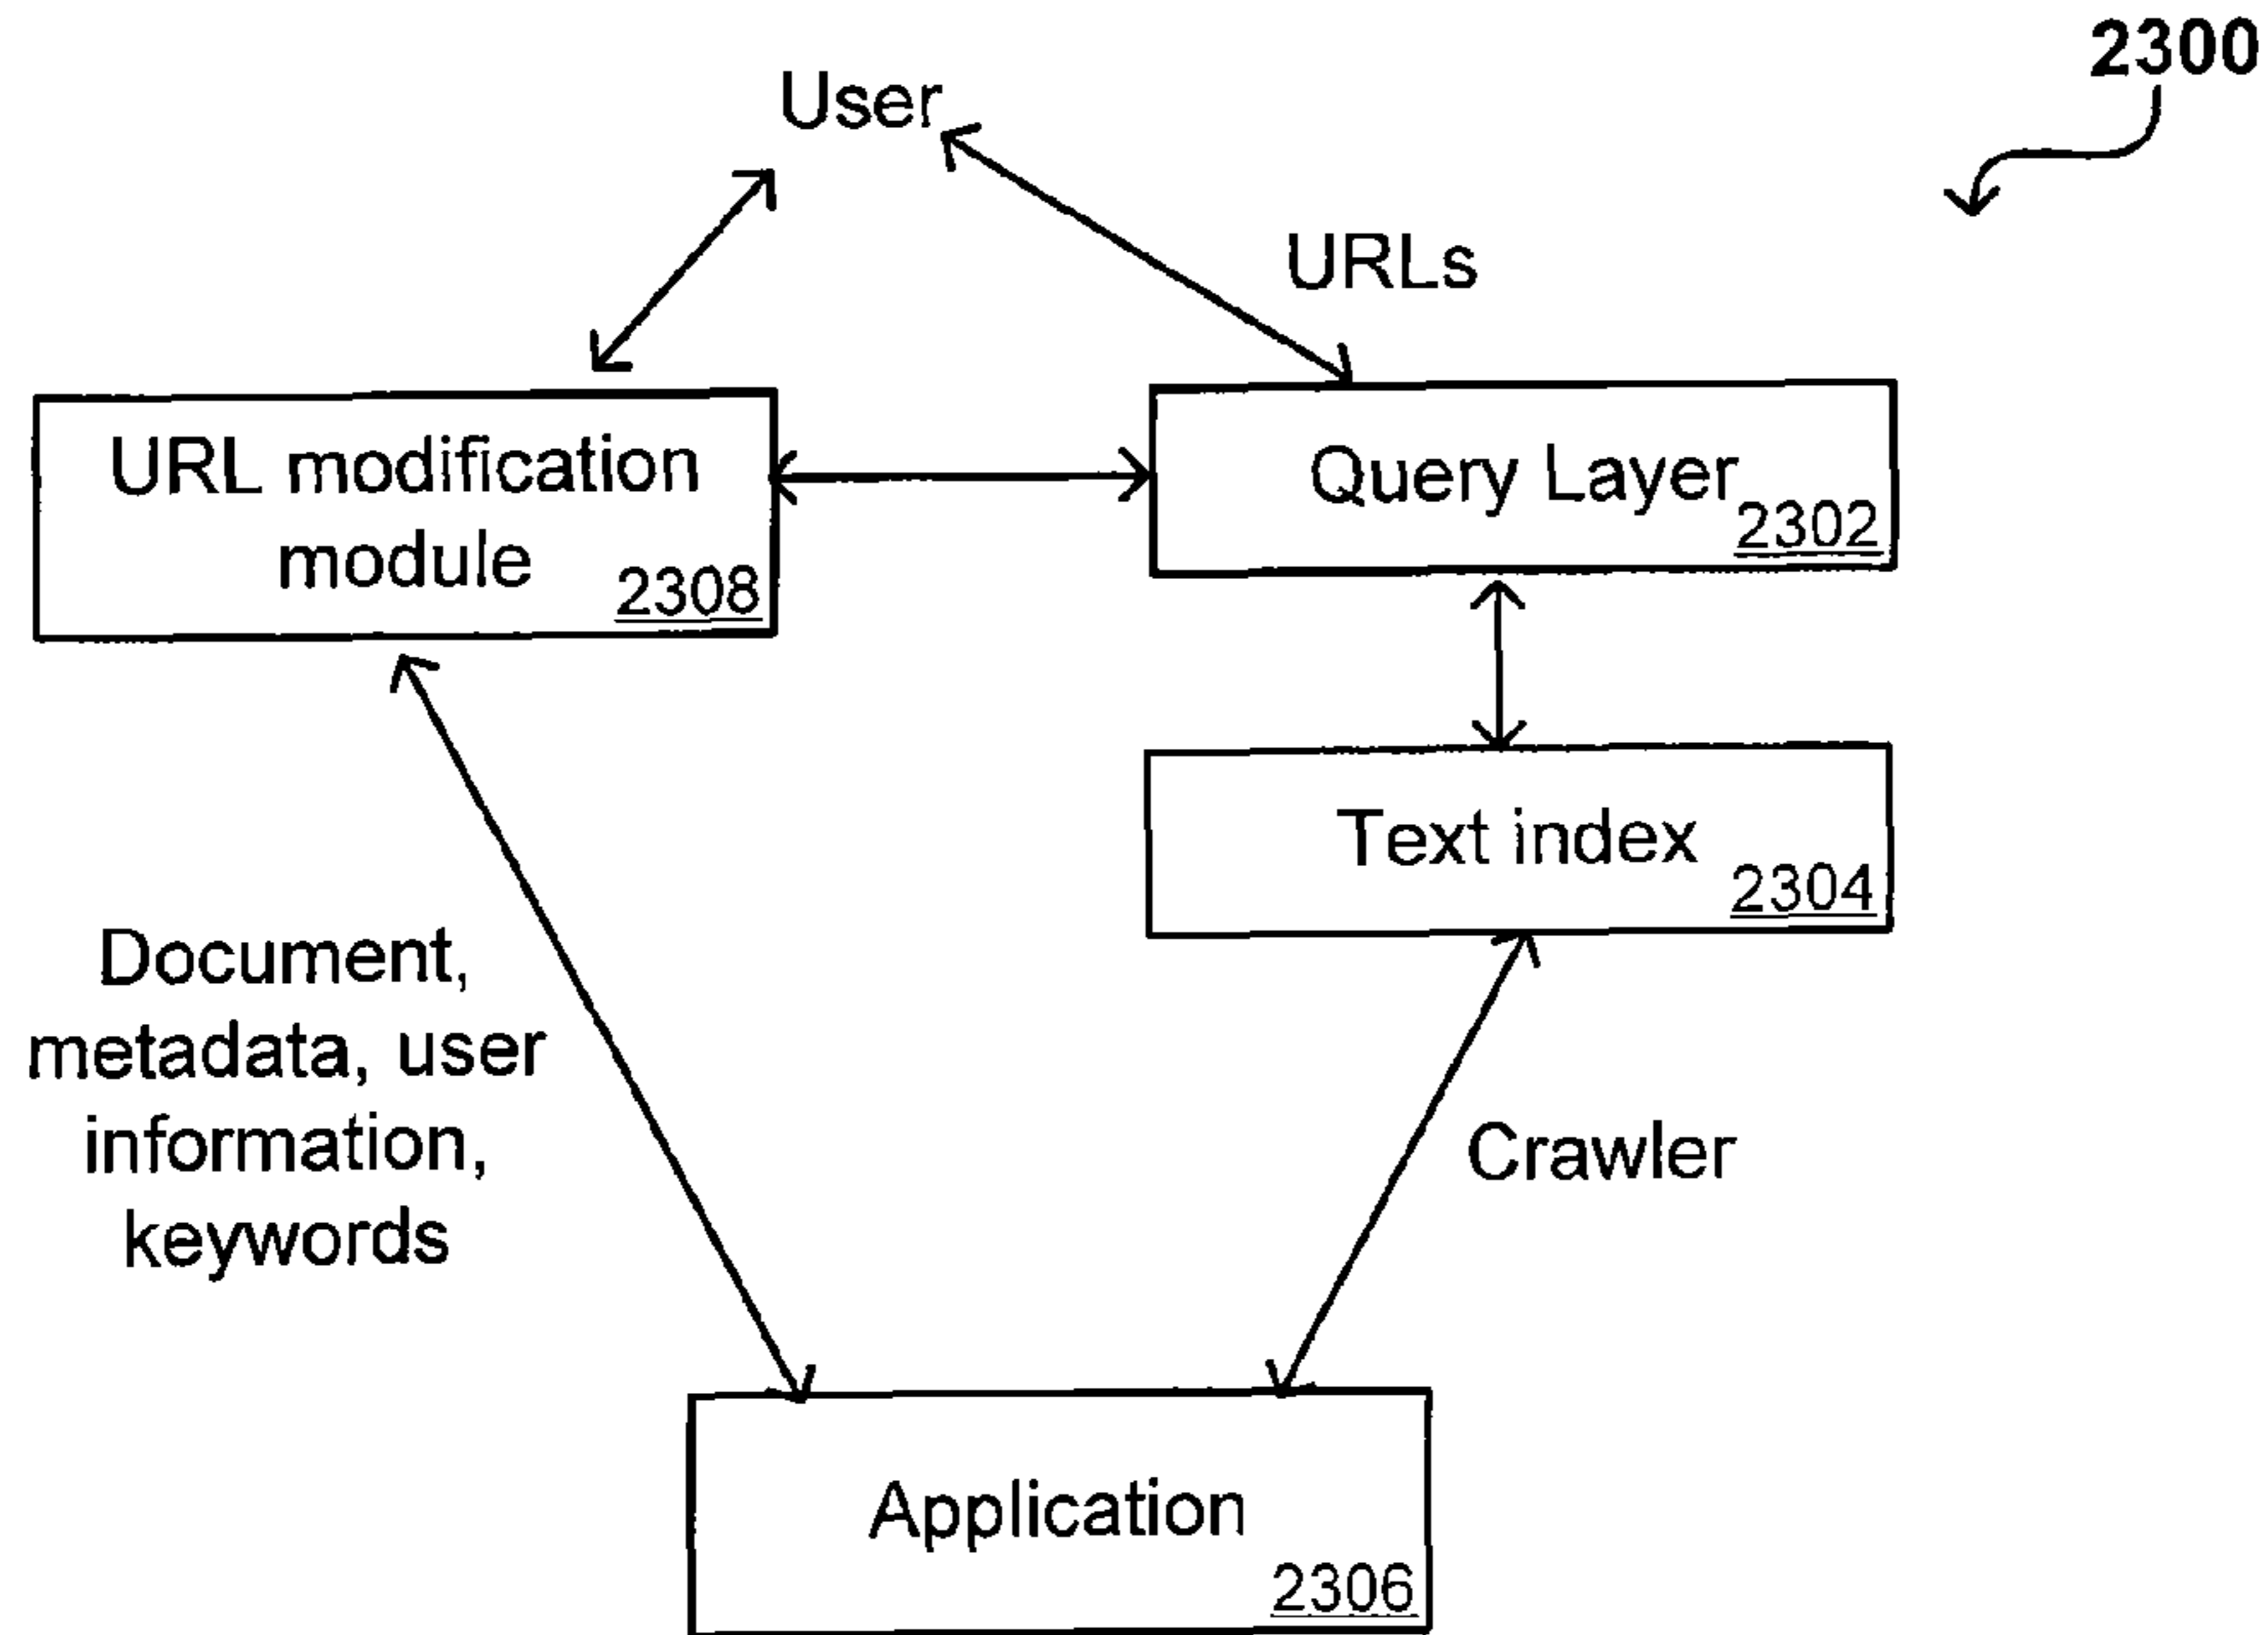 2300
User
URLs
URL modification
module
2308
Query Layer
2302
Text index
2304
Document,
metadata, user
information,
keywords
Crawler
Application
2306